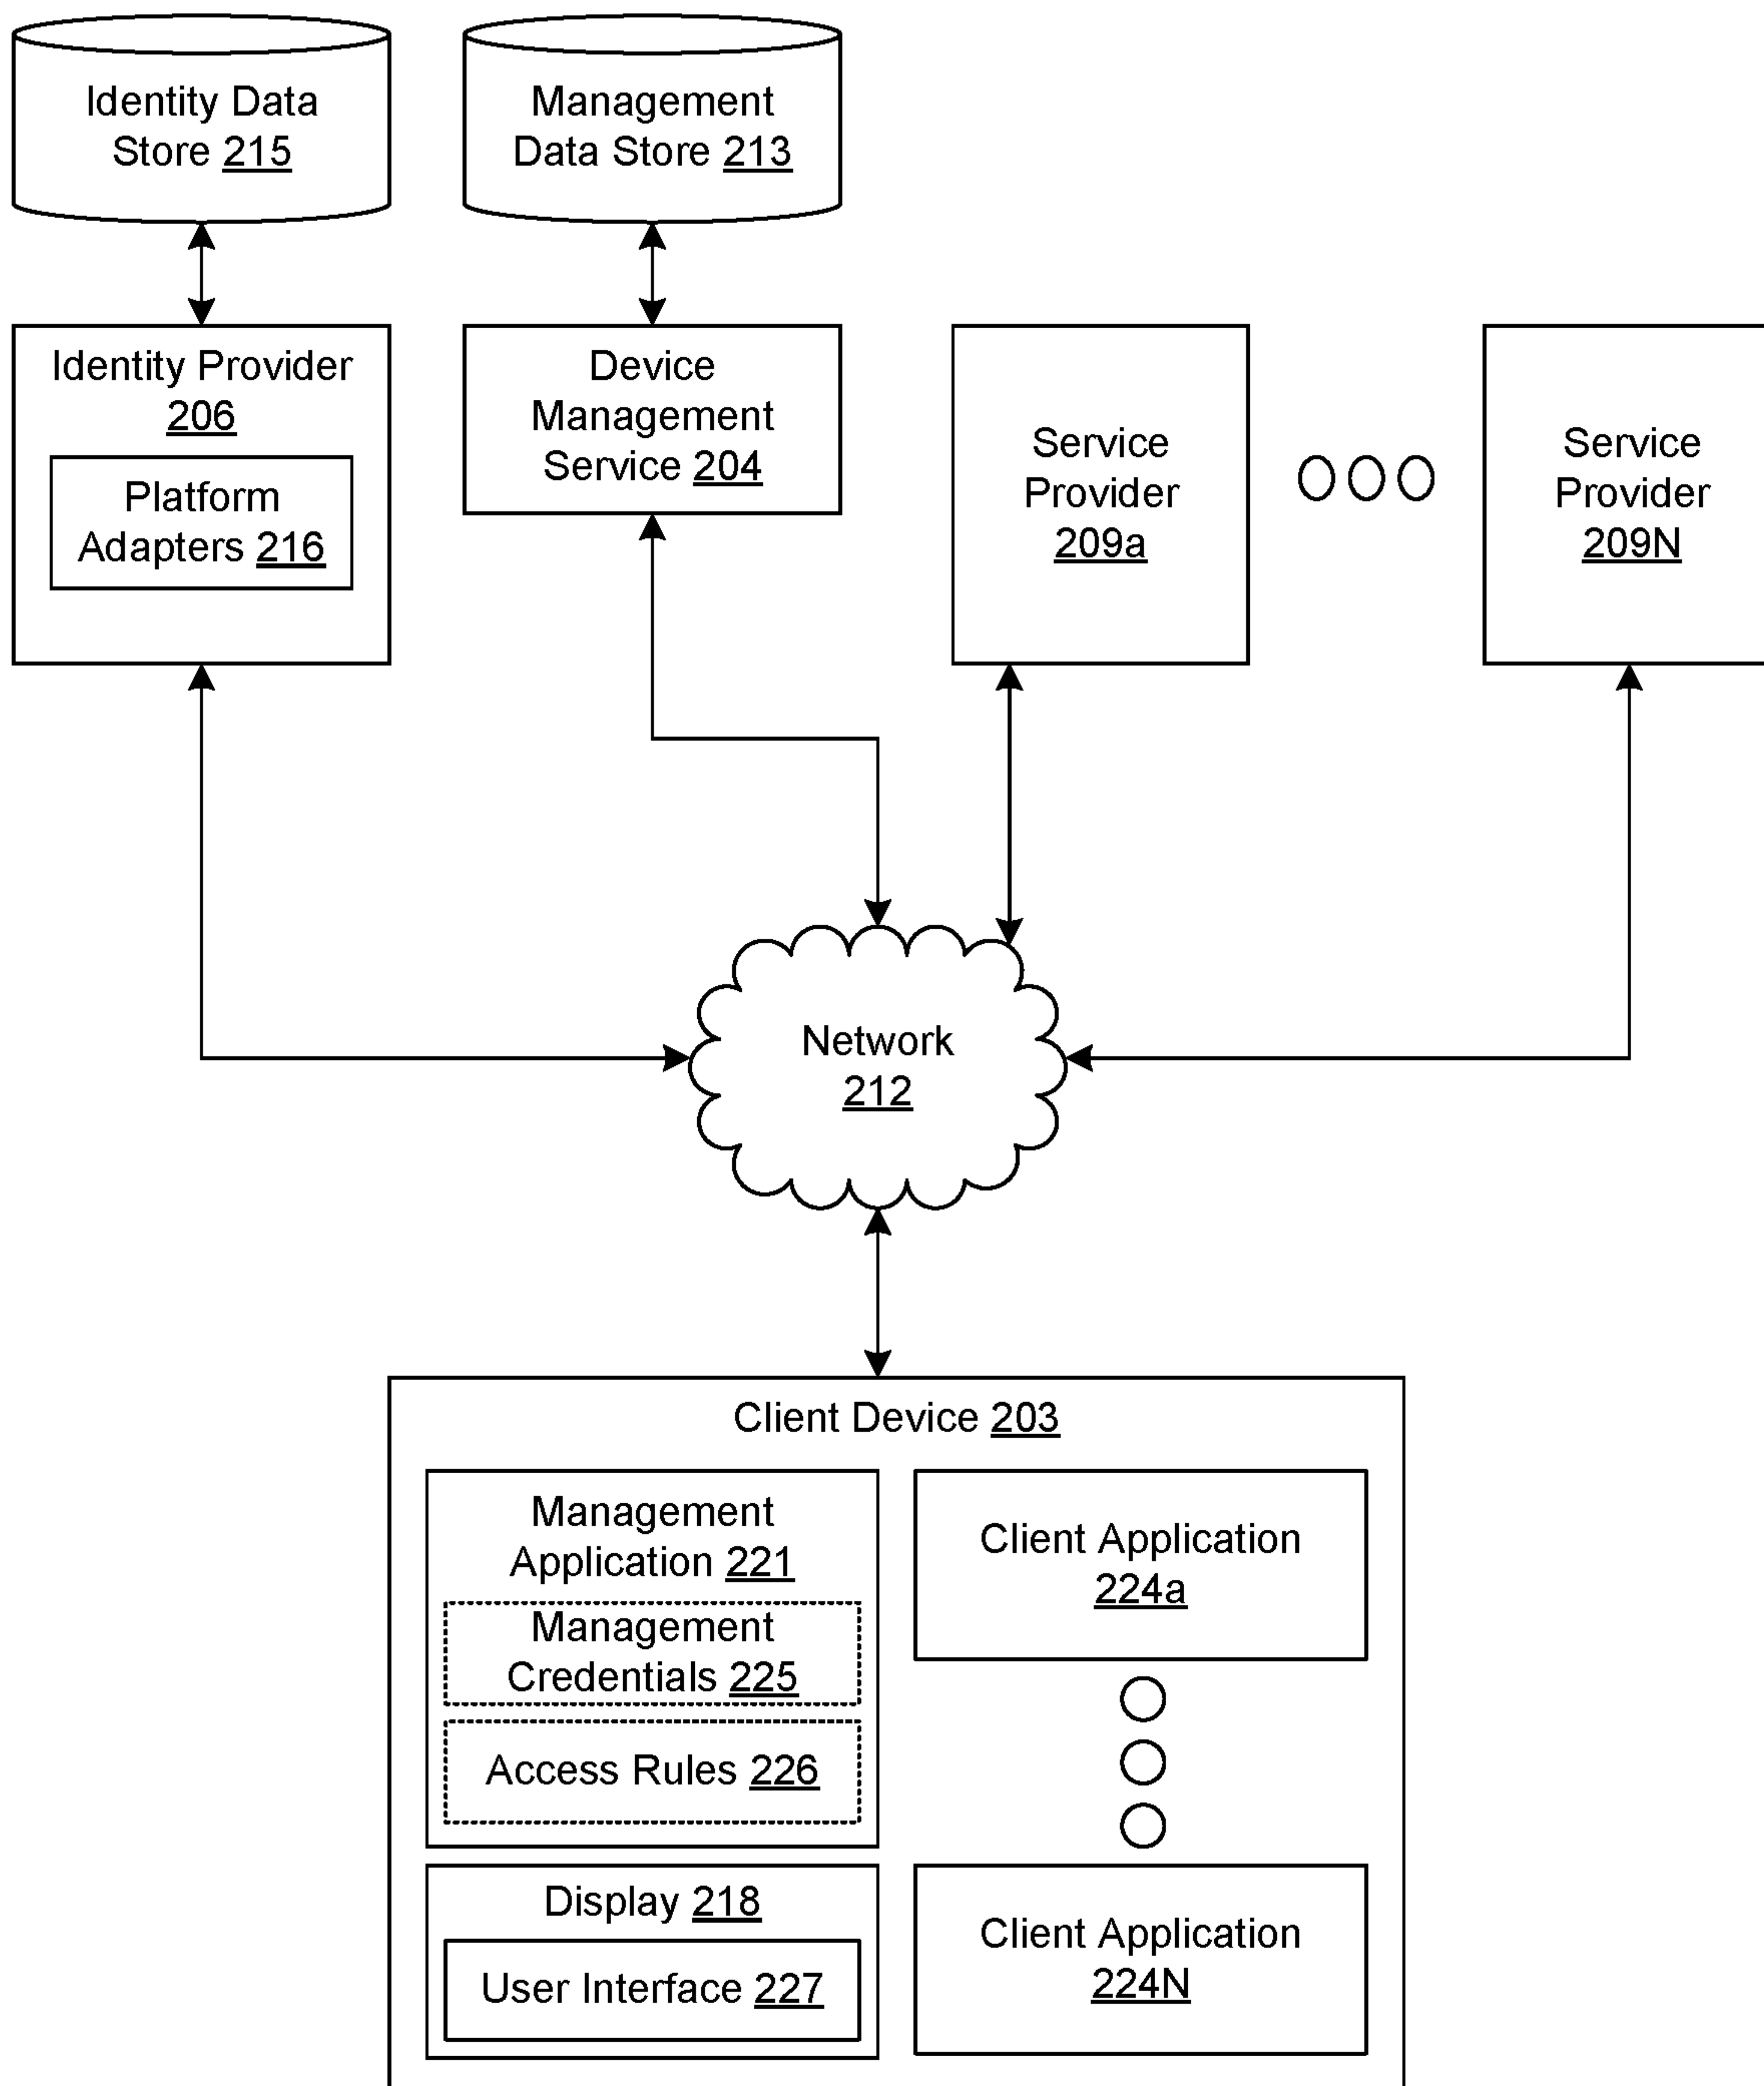 Identity Data
Store 215
Management
Data Store 213
Identity Provider
206
Platform
Adapters 216
Device
Management
Service 204
Service
Provider
209a
Service
Provider
209N
Network
212
Client Device 203
Management
Application 221
Management
Credentials 225
Access Rules 226
Display 218
User Interface 227
Client Application
224a
Client Application
224N